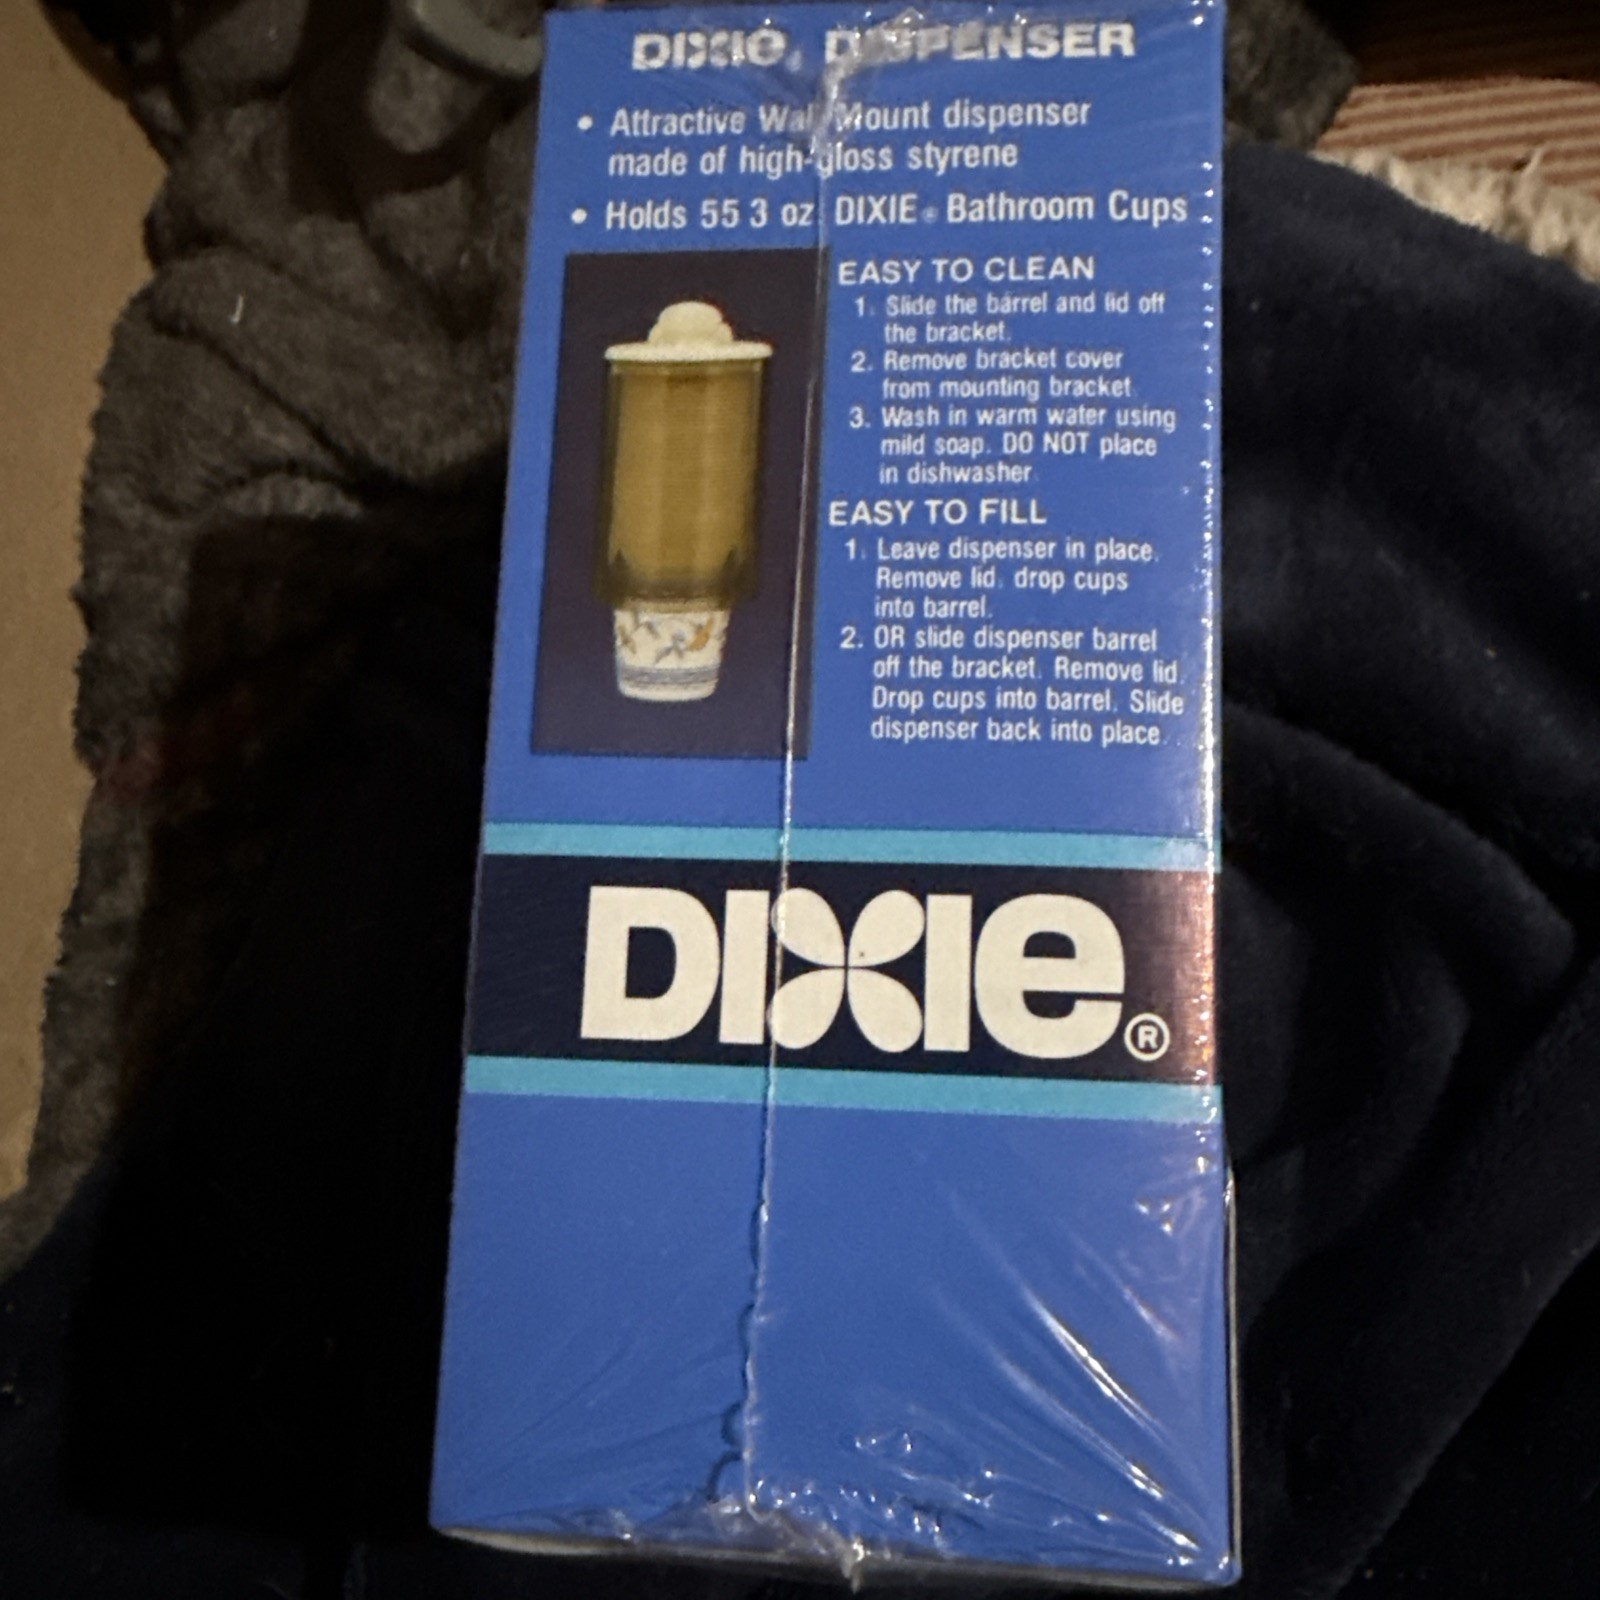 DIXIE® DISPENSER
• Attractive Wall Mount dispenser
made of high-gloss styrene
• Holds 55 3 oz DIXIE® Bathroom Cups
EASY TO CLEAN
1. Slide the barrel and lid off
the bracket.
2. Remove bracket cover
from mounting bracket
3. Wash in warm water using
mild soap. DO NOT place
in dishwasher
EASY TO FILL
1. Leave dispenser in place.
Remove lid, drop cups
into barrel.
2. OR slide dispenser barrel
off the bracket. Remove lid.
Drop cups into barrel. Slide
dispenser back into place.
DIXIE®